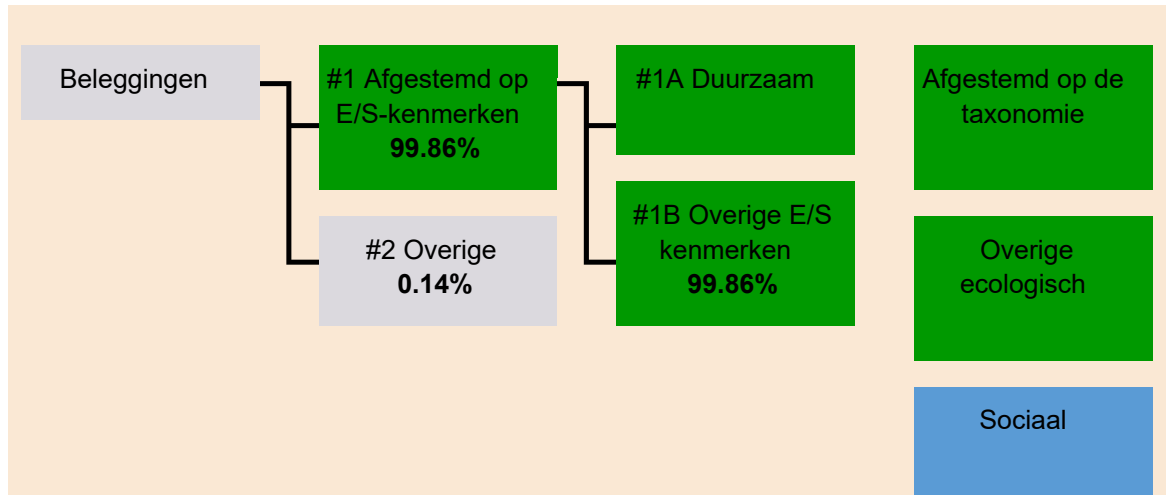 Beleggingen
#1 Afgestemd op
E/S-kenmerken
99.86%
#2 Overige
0.14%
#1A Duurzaam
#1B Overige E/S
kenmerken
99.86%
Afgestemd op de
taxonomie
Overige
ecologisch
Sociaal